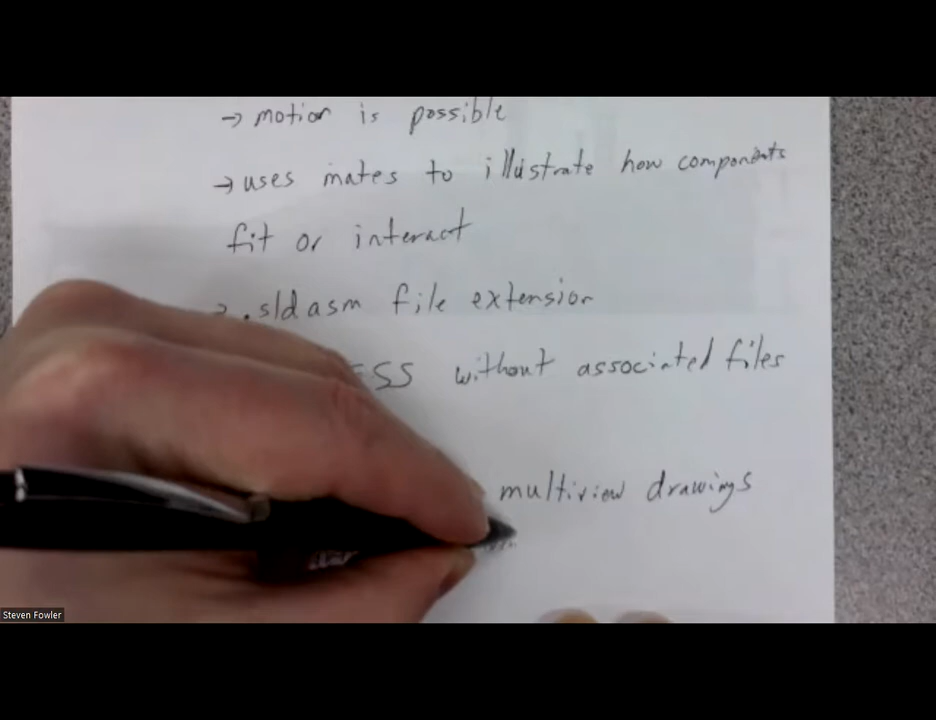 → motion is possible
→ uses mates to illustrate how components
fit or interact
.sldasm file extension
without associated files
multiview drawings
Steven Fowler